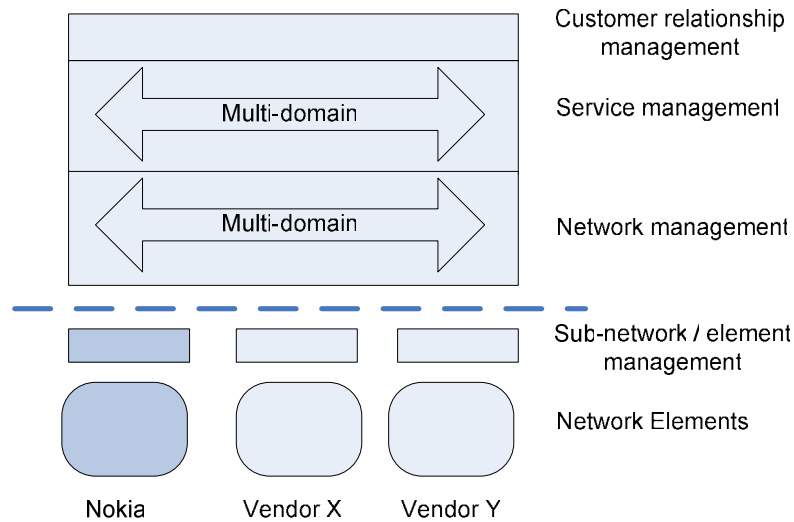 Customer relationship
management
Multi-domain
Service management
Multi-domain
Network management
Sub-network / element
management
Network Elements
Nokia
Vendor X
Vendor Y